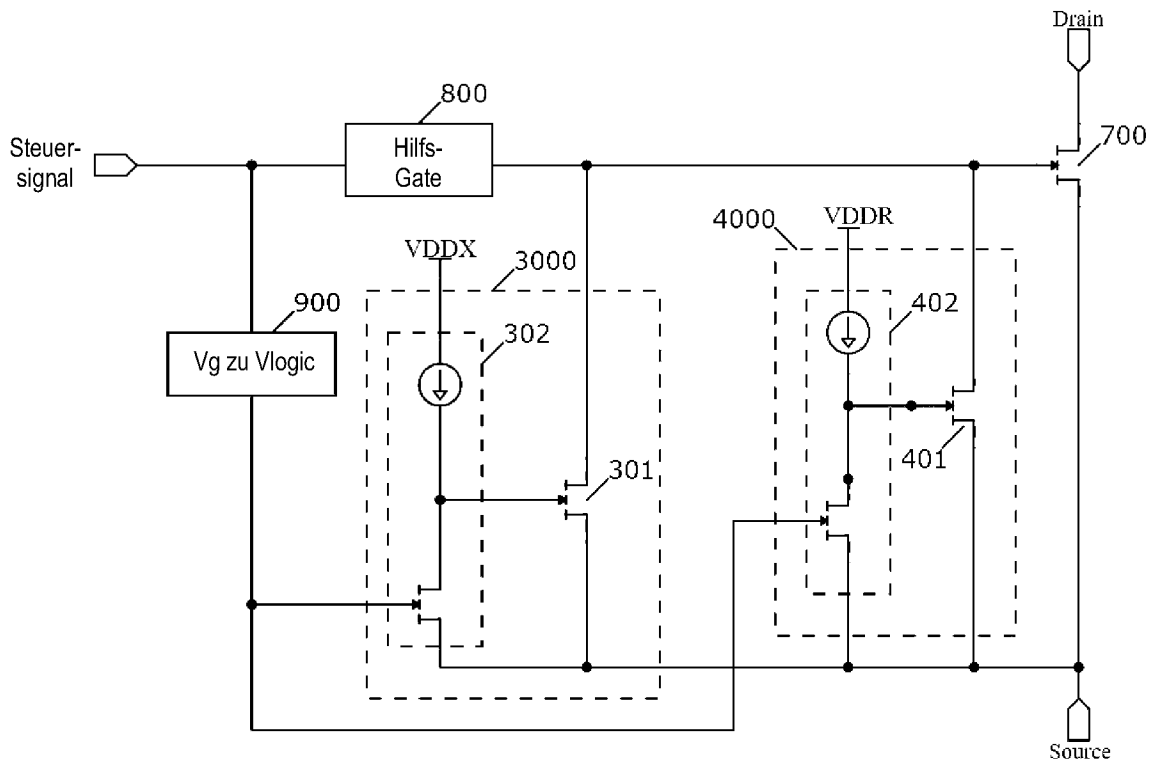 Drain
800
Steuer-
signal
Hilfs-
Gate
700
4000
VDDR
VDDX
3000
900
302
402
Vg zu Vlogic
401
301
Source